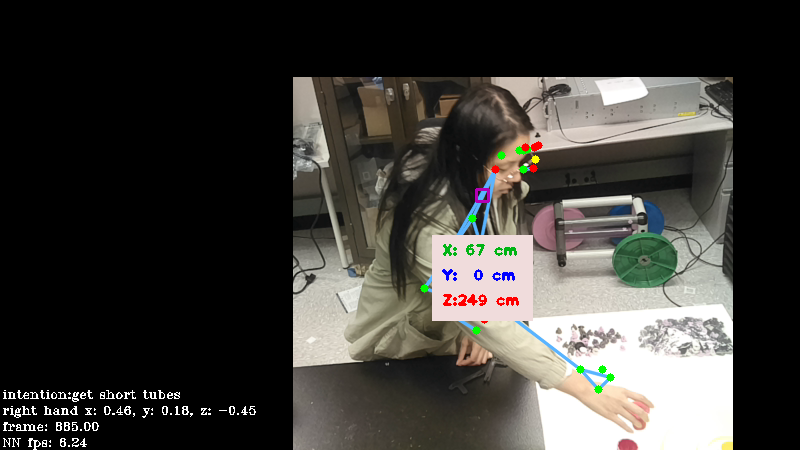 X: 67 cm
Y: 0 cm
Z:249 cm
intention:get short tubes
right hand x: 0.46, y: 0.18, z: -0.45
frame: 885.00
NN fps: 6.24